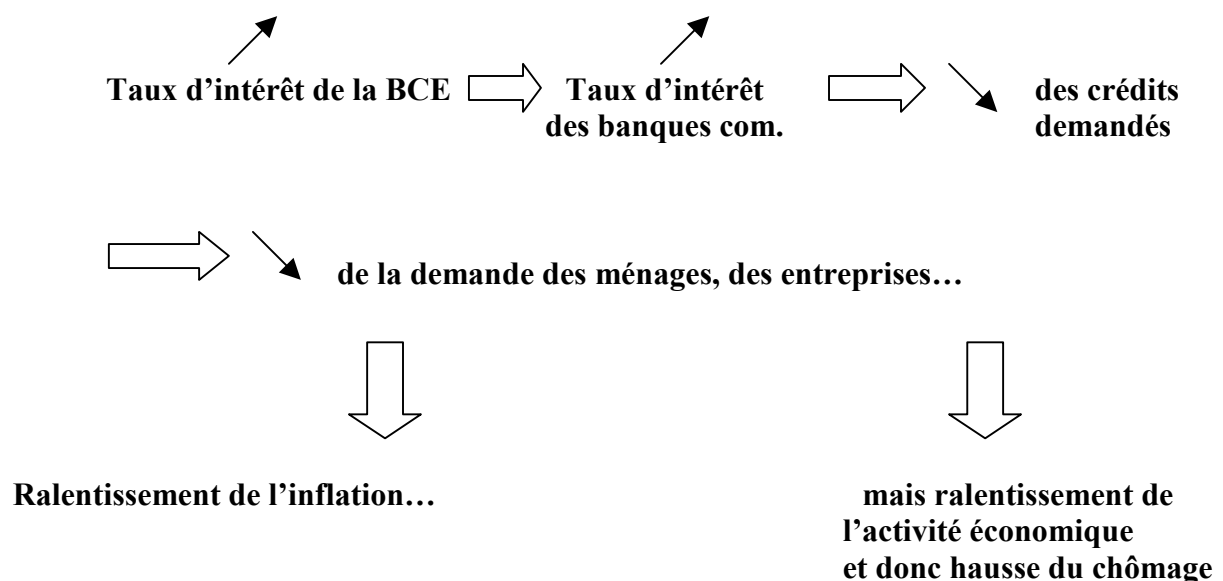 Taux d'intérêt de la BCE
Taux d'intérêt
des banques com.
des crédits
demandés
de la demande des ménages, des entreprises…
Ralentissement de l'inflation…
mais ralentissement de
l'activité économique
et donc hausse du chômage